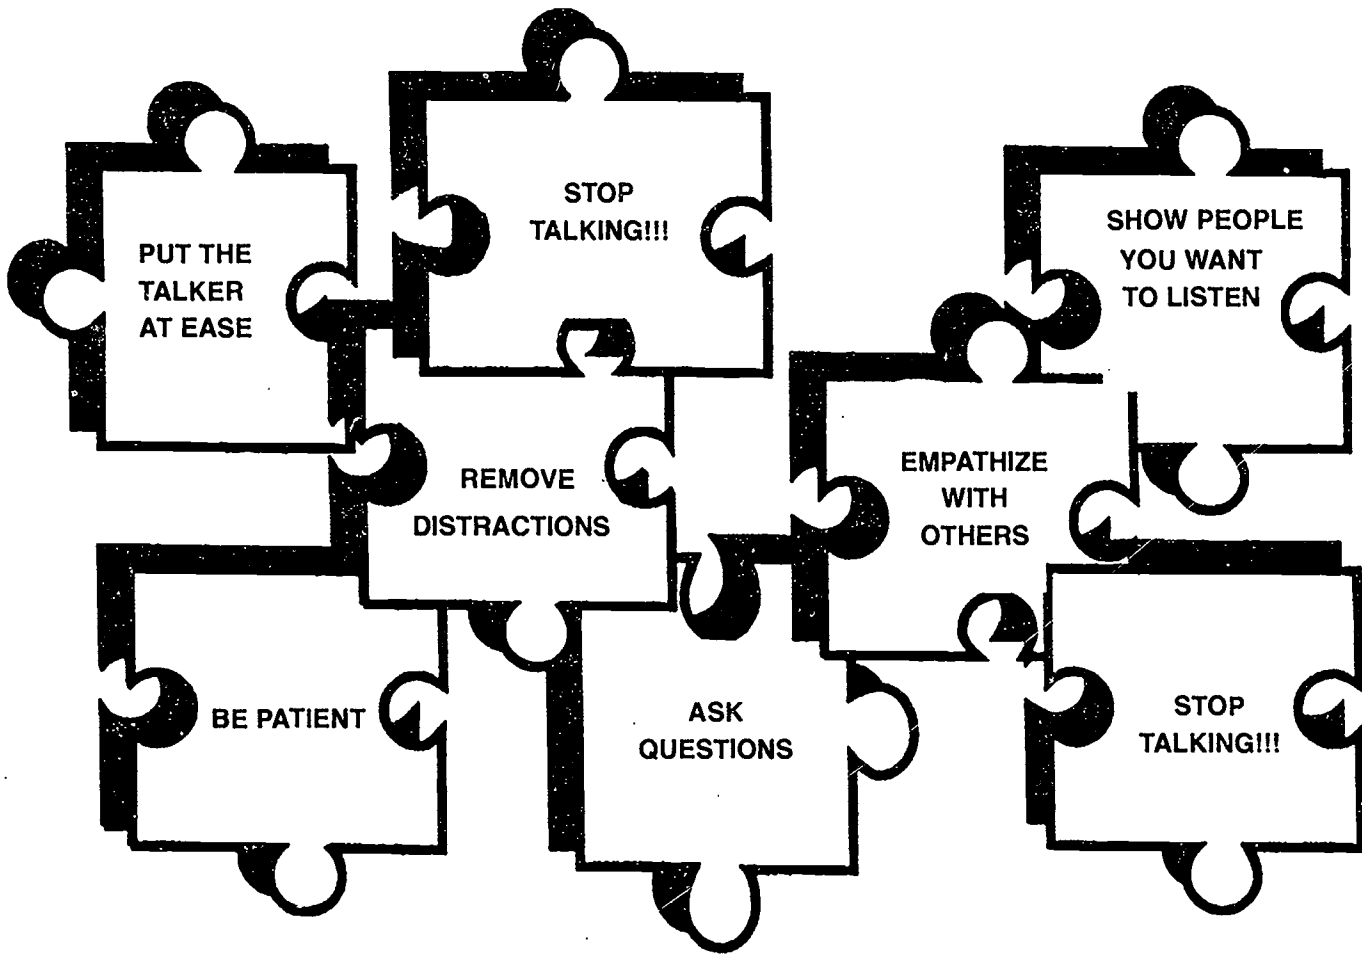 STOP
TALKING!!!
PUT THE
TALKER
AT EASE
SHOW PEOPLE
YOU WANT
TO LISTEN
REMOVE
DISTRACTIONS
EMPATHIZE
WITH
OTHERS
BE PATIENT
ASK
QUESTIONS
STOP
TALKING!!!